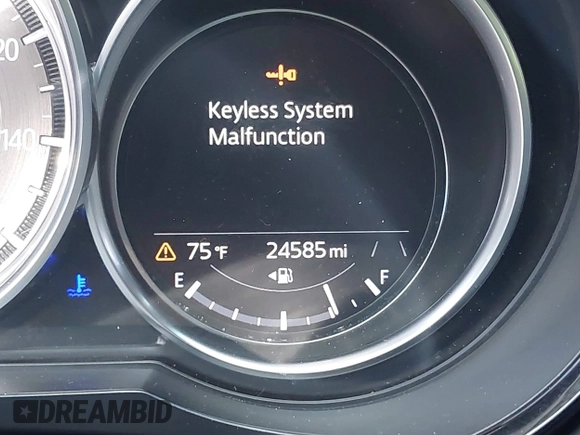 20
140
Keyless System
Malfunction
75°F 24585 mi
E F
DREAMBID